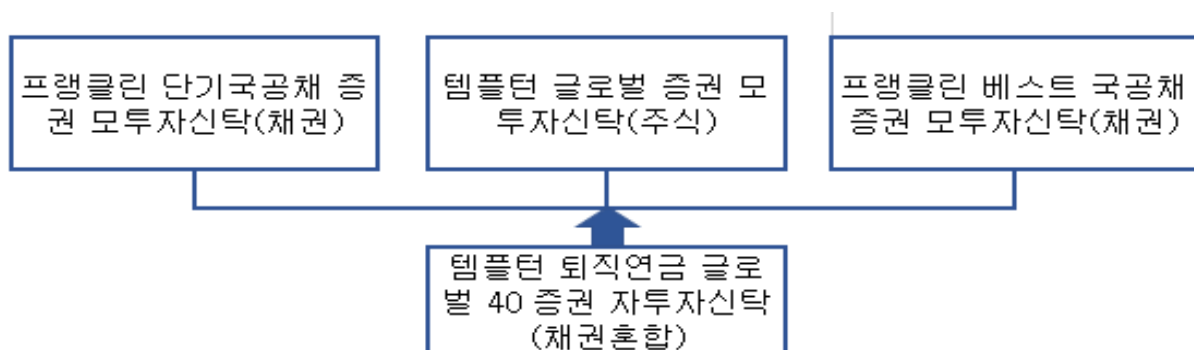 프랭클린 단기국공채 증
권 모투자신탁(채권)
템플턴 글로벌 증권 모
투자신탁(주식)
프랭클린 베스트 국공채
증권 모투자신탁(채권)
템플턴 퇴직연금 글로
벌 40 증권 자투자신탁
(채권혼합)